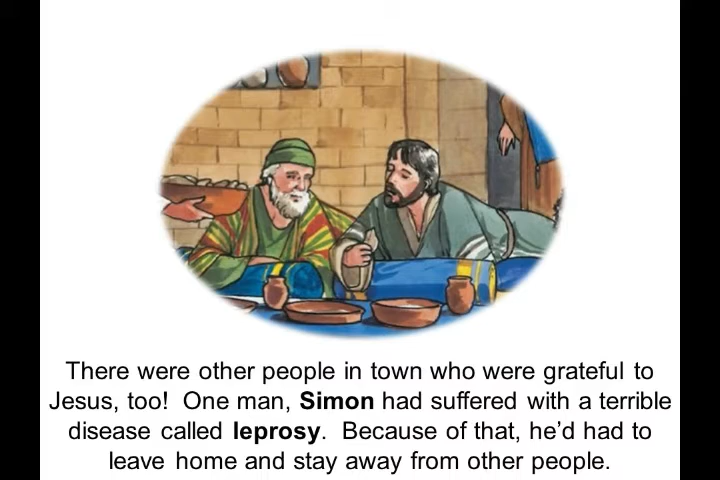 There were other people in town who were grateful to
Jesus, too!  One man, Simon had suffered with a terrible
disease called leprosy.  Because of that, he’d had to
leave home and stay away from other people.